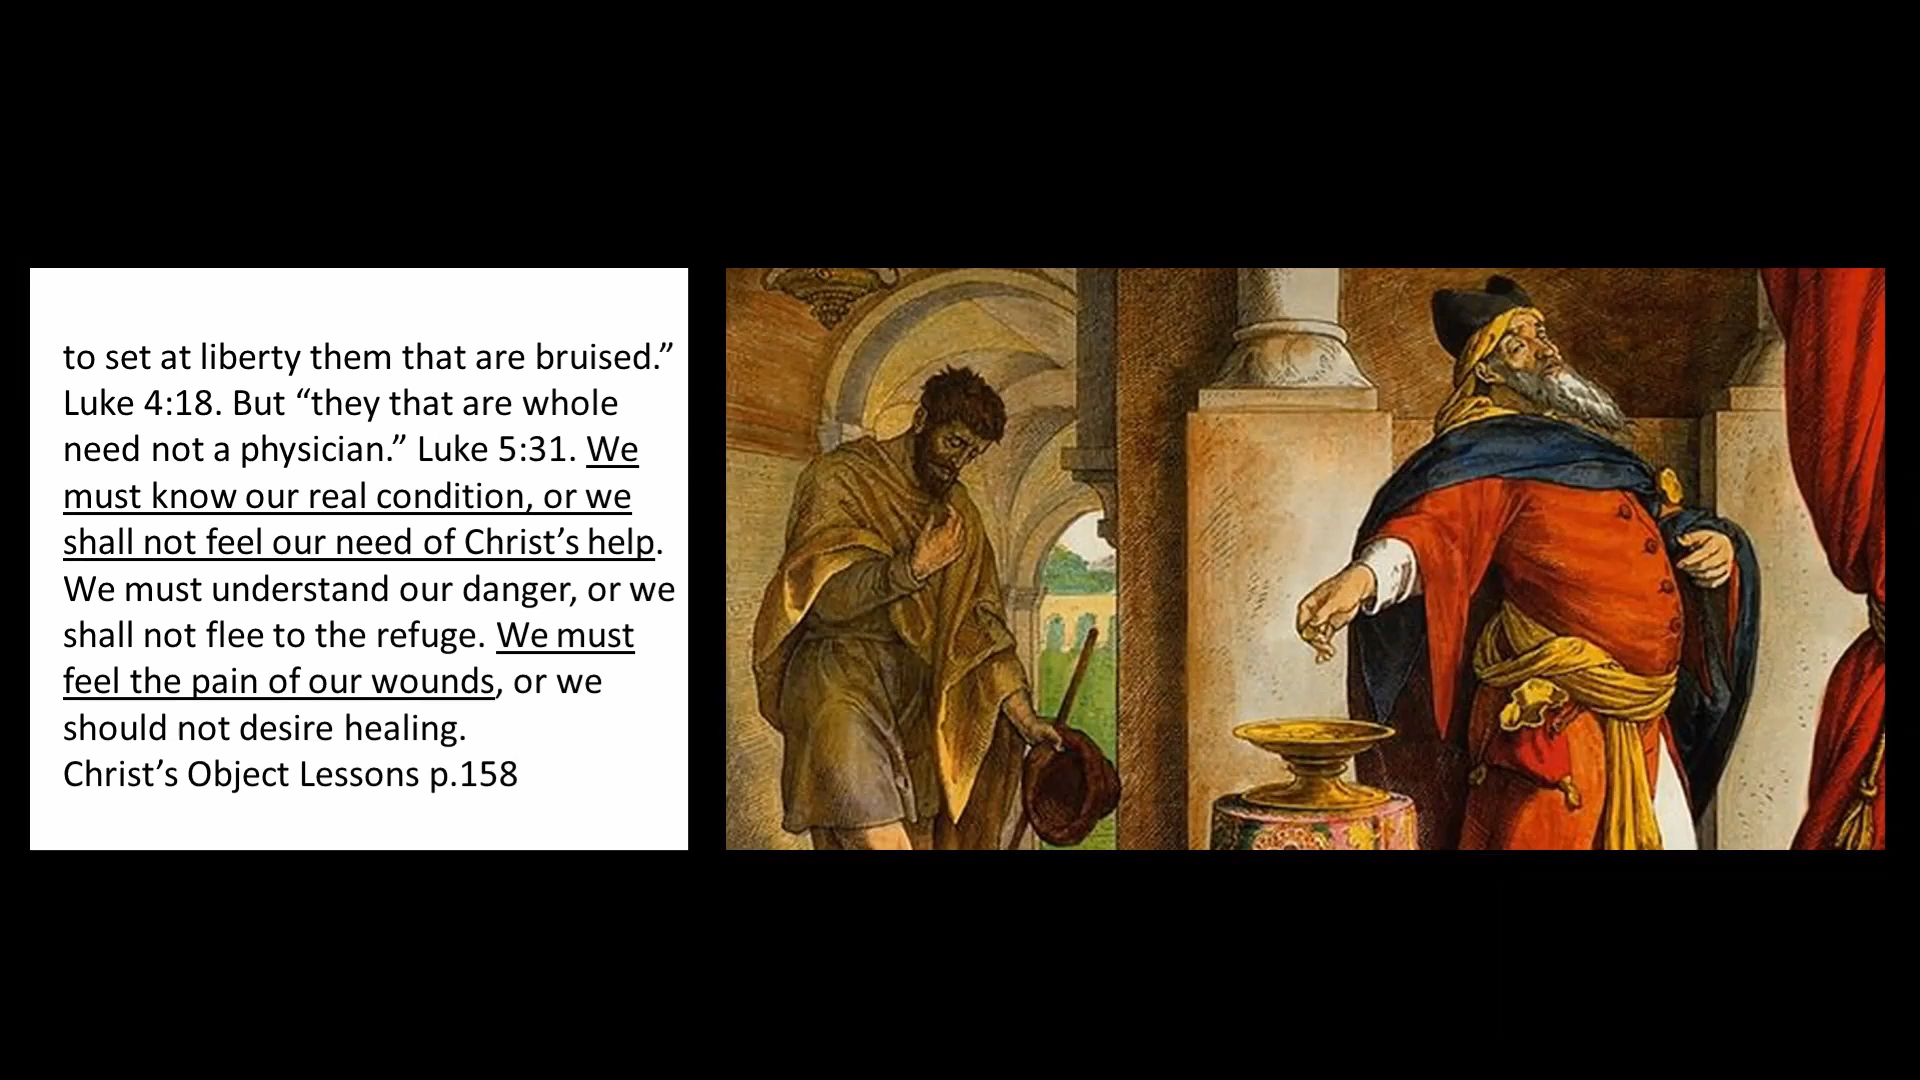 to set at liberty them that are bruised.”
Luke 4:18. But “they that are whole
need not a physician.” Luke 5:31. We
must know our real condition, or we
shall not feel our need of Christ’s help.
We must understand our danger, or we
shall not flee to the refuge. We must
feel the pain of our wounds, or we
should not desire healing.
Christ’s Object Lessons p.158